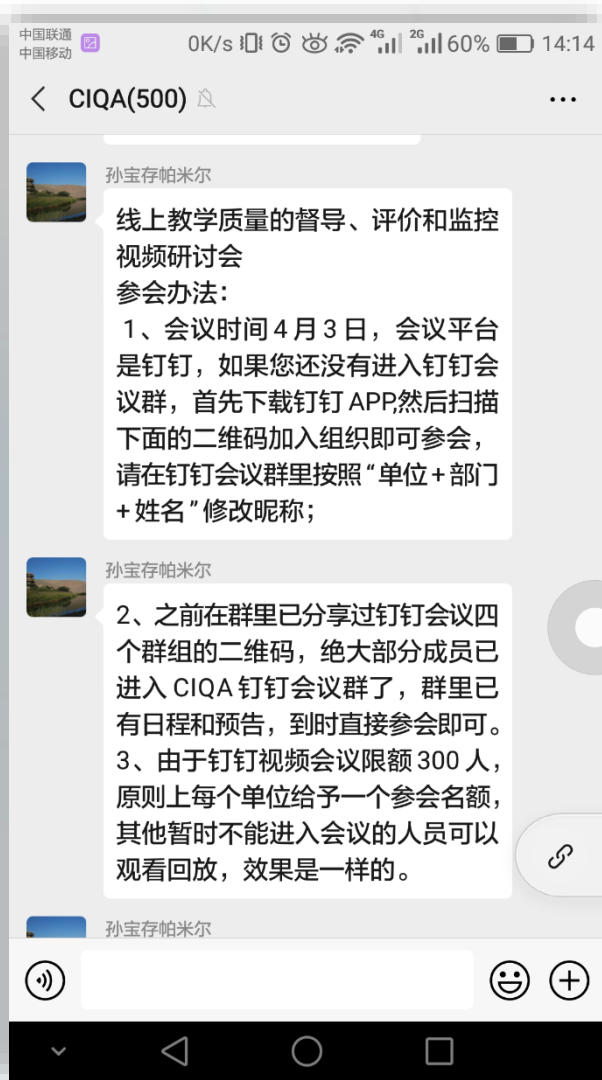 中国联通
中国移动
0K/s 4G 2G 60% 14:14
CIQA(500)
孙宝存帕米尔
线上教学质量的督导、评价和监控
视频研讨会
参会办法：
1、会议时间4月3日，会议平台
是钉钉，如果您还没有进入钉钉会
议群，首先下载钉钉APP,然后扫描
下面的二维码加入组织即可参会，
请在钉钉会议群里按照“单位+部门
+姓名”修改昵称；
孙宝存帕米尔
2、之前在群里已分享过钉钉会议四
个群组的二维码，绝大部分成员已
进入CIQA钉钉会议群了，群里已
有日程和预告，到时直接参会即可。
3、由于钉钉视频会议限额300人，
原则上每个单位给予一个参会名额，
其他暂时不能进入会议的人员可以
观看回放，效果是一样的。
孙宝存帕米尔